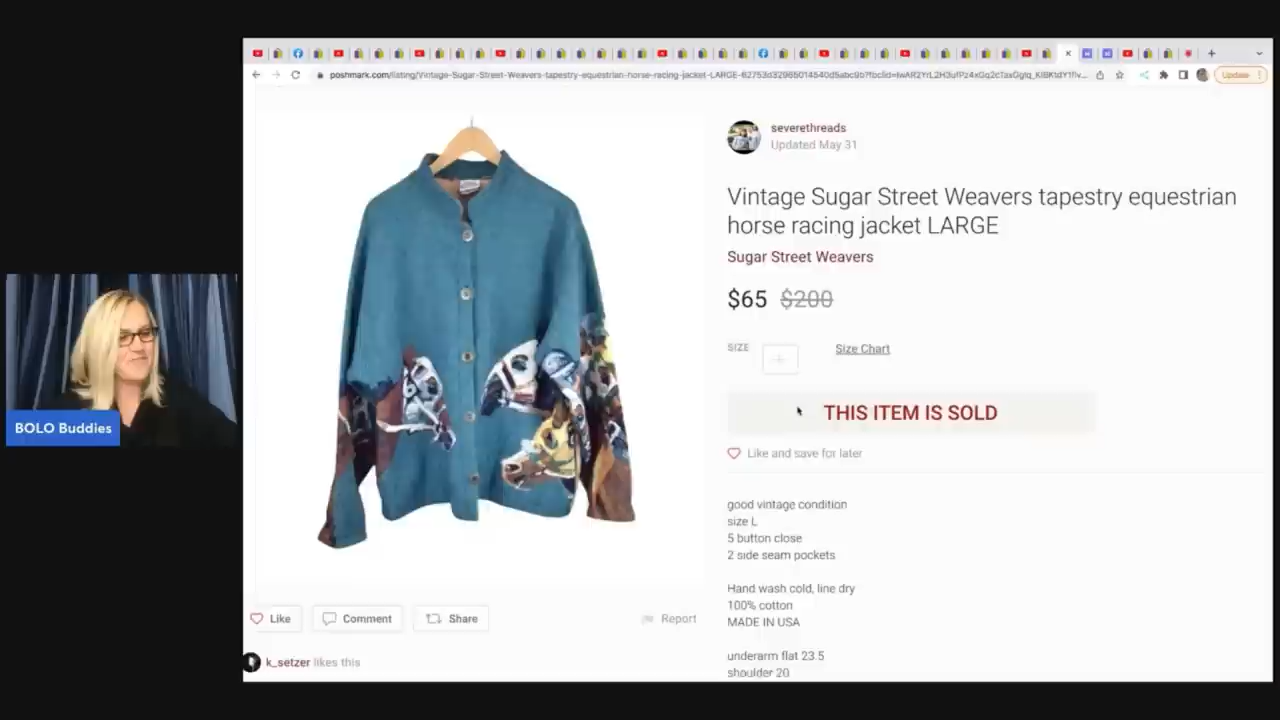 poshmark.com/listing/Vintage-Sugar-Street-Weavers-tapestry-equestrian-horse-racing-jacket-LARGE-
Update
severethreads
Updated May 31
Vintage Sugar Street Weavers tapestry equestrian
horse racing jacket LARGE
Sugar Street Weavers
$65 $200
SIZE
Size Chart
THIS ITEM IS SOLD
Like and save for later
good vintage condition
size L
5 button close
2 side seam pockets
Hand wash cold, line dry
100% cotton
MADE IN USA
underarm flat 23 5
shoulder 20
Like
Comment
Share
Report
k_setzer likes this
BOLO Buddies